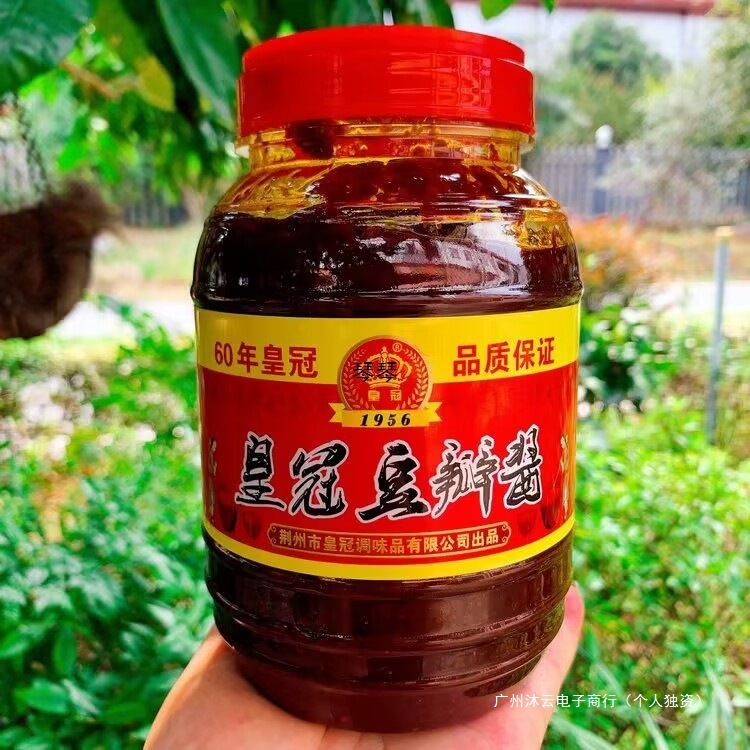 60年皇冠
品质保证
琴琴
®
皇冠
1956
皇冠豆瓣酱
荆州市皇冠调味品有限公司出品
广州沐云电子商行（个人独资）